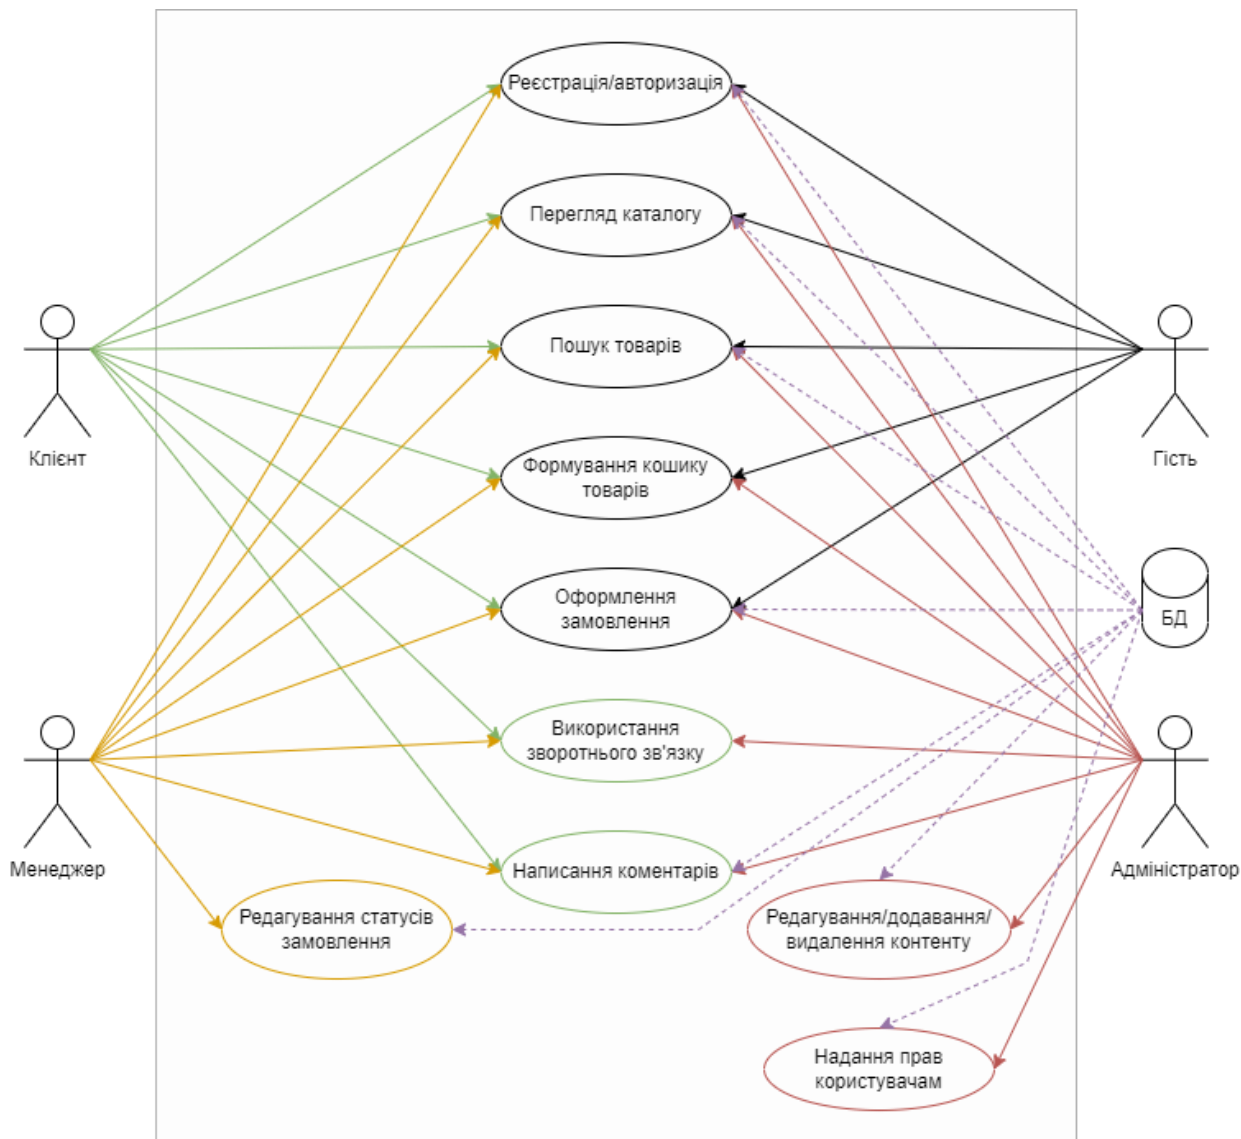 Реєстрація/авторизація
Перегляд каталогу
Пошук товарів
Клієнт
Гість
Формування кошику
товарів
Оформлення
замовлення
БД
Використання
зворотнього зв'язку
Менеджер
Написання коментарів
Адміністратор
Редагування статусів
замовлення
Редагування/додавання/
видалення контенту
Надання прав
користувачам